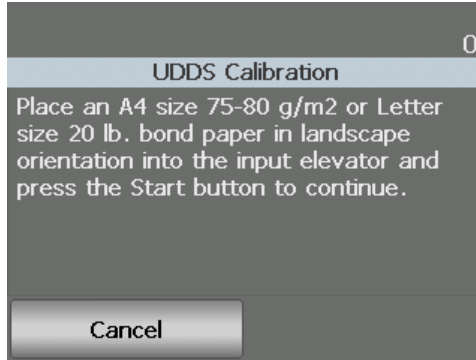 0
UDDS Calibration
Place an A4 size 75-80 g/m2 or Letter
size 20 lb. bond paper in landscape
orientation into the input elevator and
press the Start button to continue.
Cancel